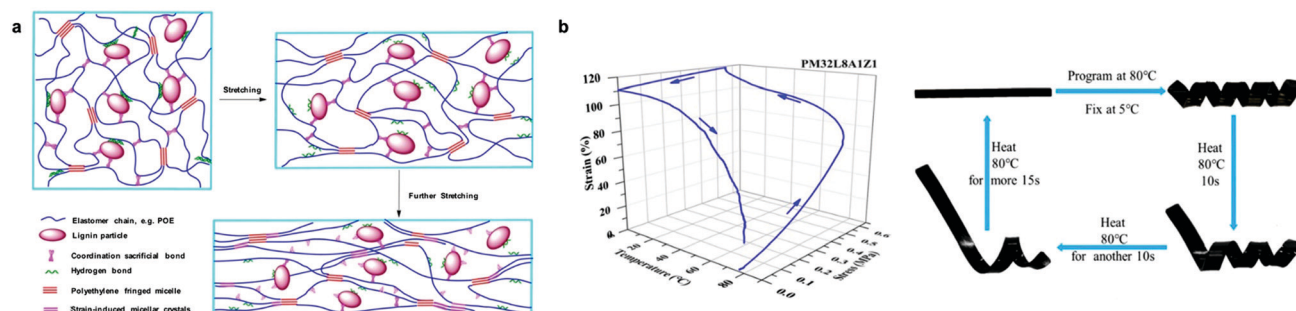 a
Stretching
Further Stretching
Elastomer chain, e.g. POE
Lignin particle
Coordination sacrificial bond
Hydrogen bond
Polyethylene fringed micelle
Strain-induced micellar crystals
b
PM32L8A1Z1
120
100
80
60
40
20
0
Strain (%)
20
40
60
80
Temperature (℃)
0.0
0.1
0.2
0.3
0.4
0.5
0.6
Stress (MPa)
Program at 80℃
Fix at 5℃
Heat
80℃
10s
Heat
80℃
for another 10s
Heat
80℃
for more 15s